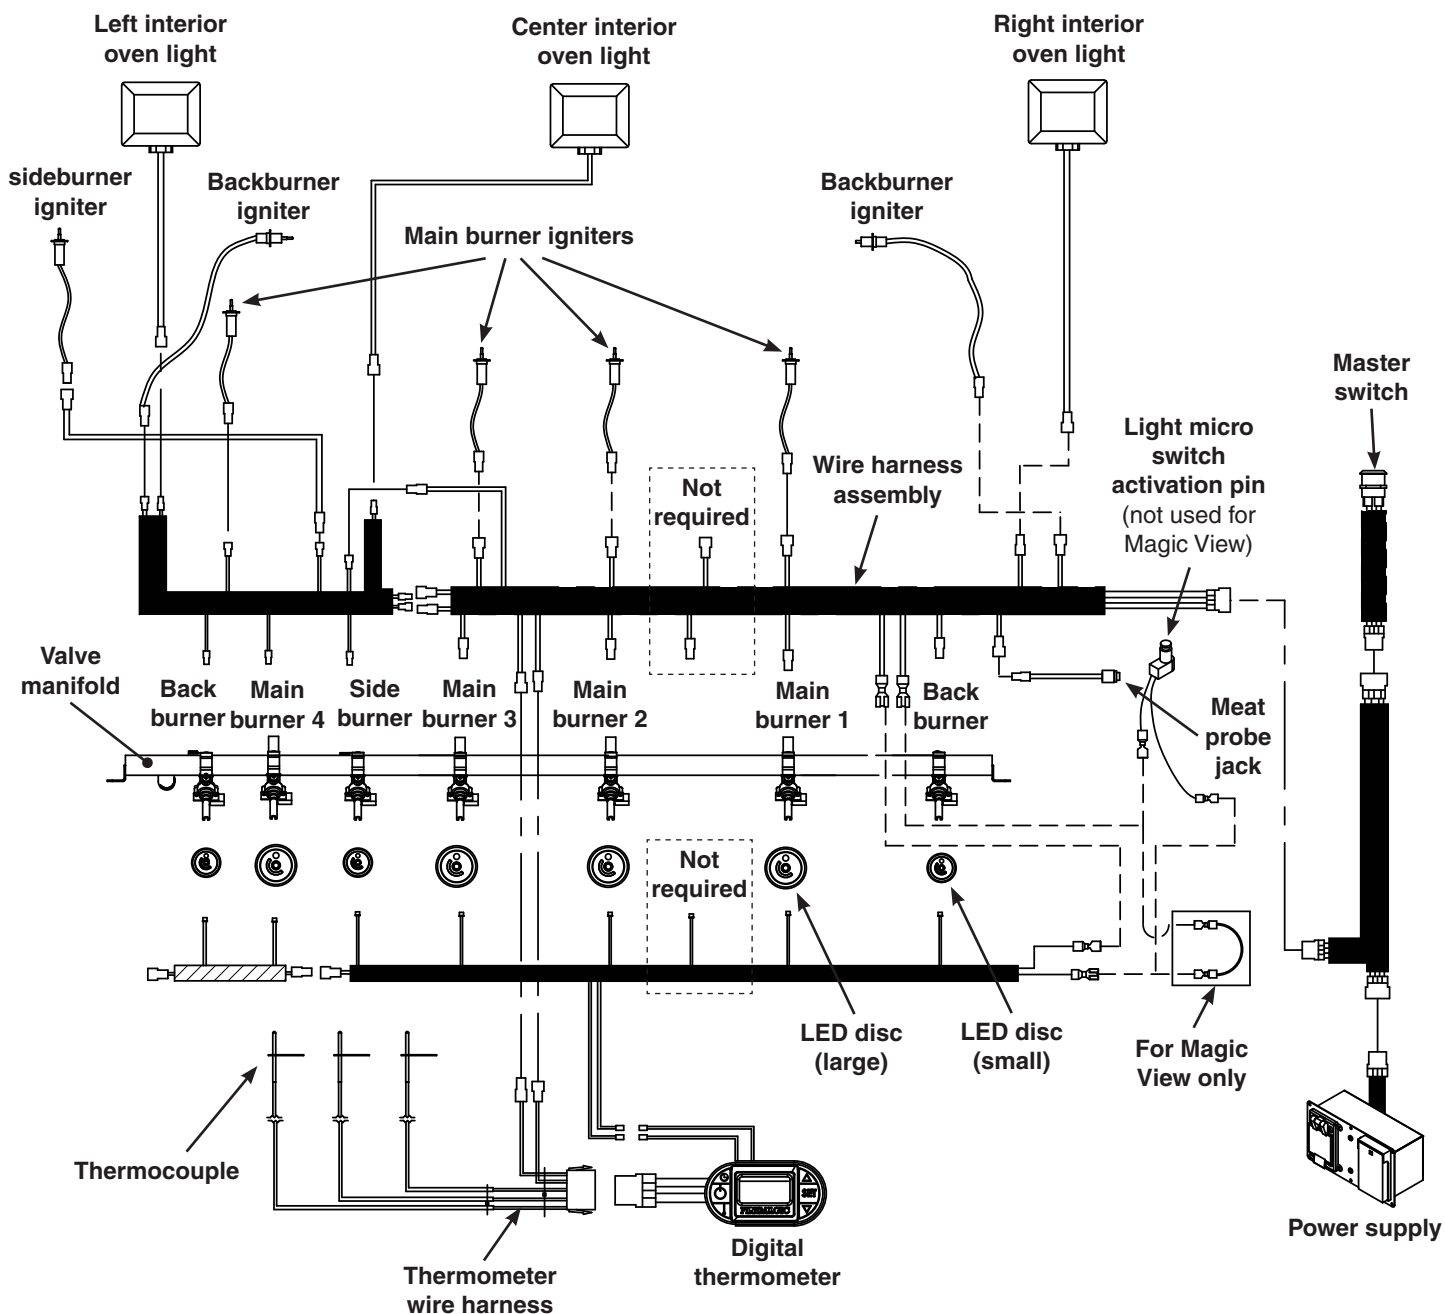 Left interior
oven light
Center interior
oven light
Right interior
oven light
sideburner
igniter
Backburner
igniter
Main burner igniters
Backburner
igniter
Master
switch
Light micro
switch
activation pin
(not used for
Magic View)
Wire harness
assembly
Not
required
Valve
manifold
Back
burner
Main
burner 4
Side
burner
Main
burner 3
Main
burner 2
Main
burner 1
Back
burner
Meat
probe
jack
Not
required
LED disc
(large)
LED disc
(small)
For Magic
View only
Thermocouple
SET
Power supply
Digital
thermometer
Thermometer
wire harness